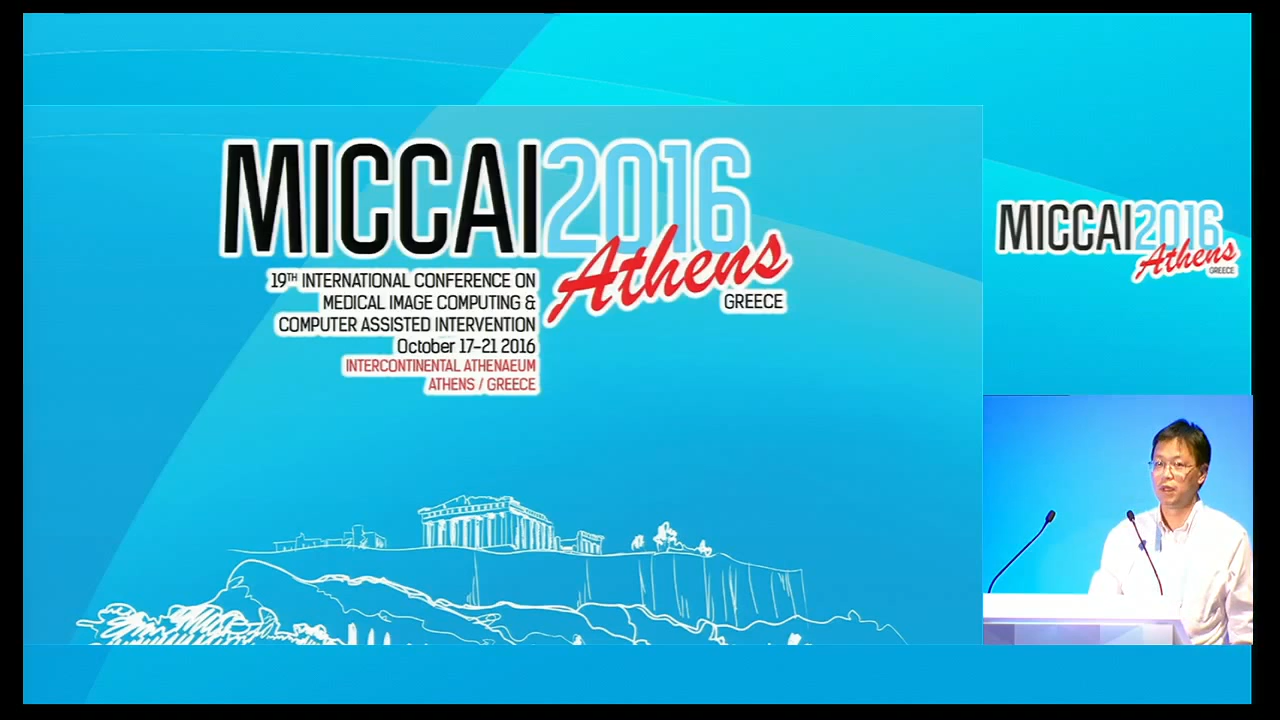 MICCAI2016
Athens
GREECE
19TH INTERNATIONAL CONFERENCE ON
MEDICAL IMAGE COMPUTING &
COMPUTER ASSISTED INTERVENTION
October 17–21 2016
INTERCONTINENTAL ATHENAEUM
ATHENS / GREECE
MICCAI2016
Athens
GREECE